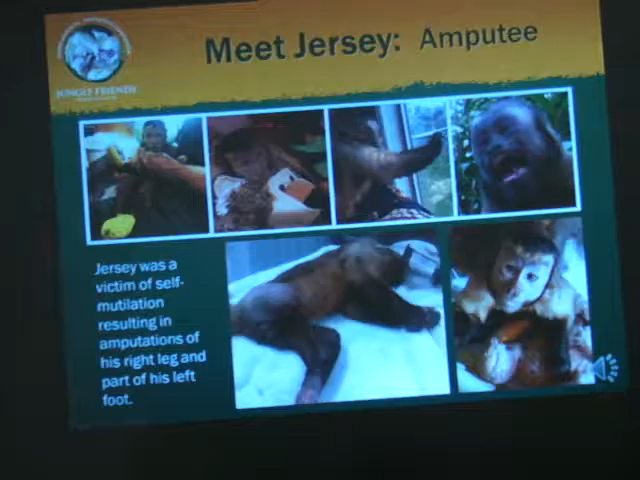 Meet Jersey: Amputee
JUNGLE FRIENDS
Jersey was a
victim of self-
mutilation
resulting in
amputations of
his right leg and
part of his left
foot.